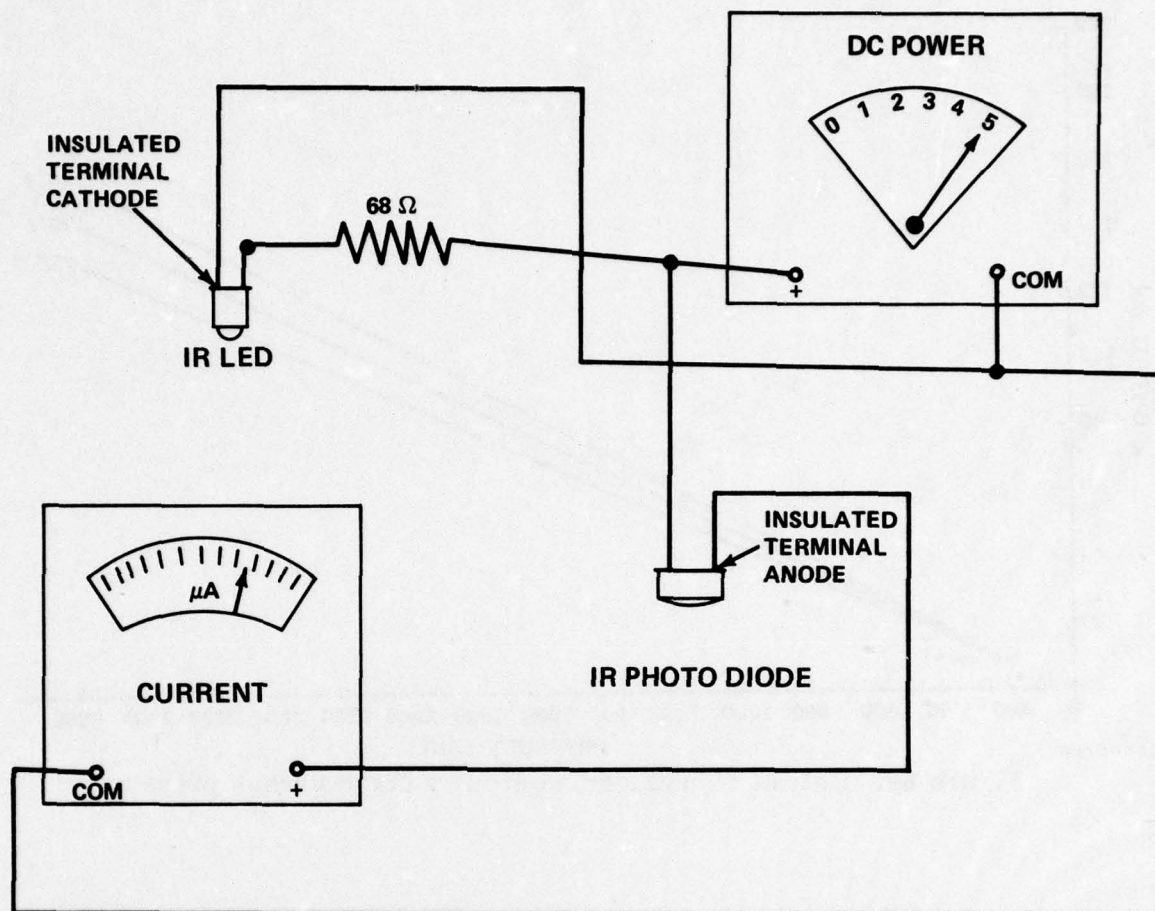 DC POWER
0 1 2 3 4 5
+
COM
INSULATED
TERMINAL
CATHODE
68 Ω
IR LED
INSULATED
TERMINAL
ANODE
IR PHOTO DIODE
µA
CURRENT
COM
+